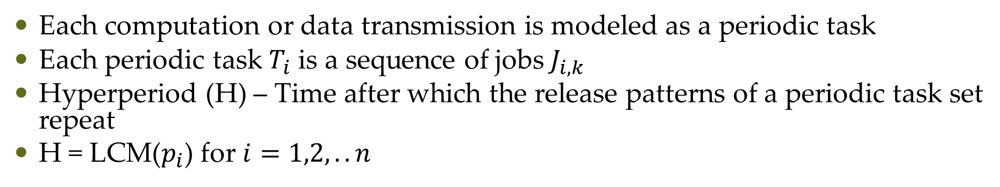 • Each computation or data transmission is modeled as a periodic task
• Each periodic task $T_i$ is a sequence of jobs $J_{i,k}$
• Hyperperiod (H) – Time after which the release patterns of a periodic task set
repeat
• H = LCM($p_i$) for $i = 1,2,..n$